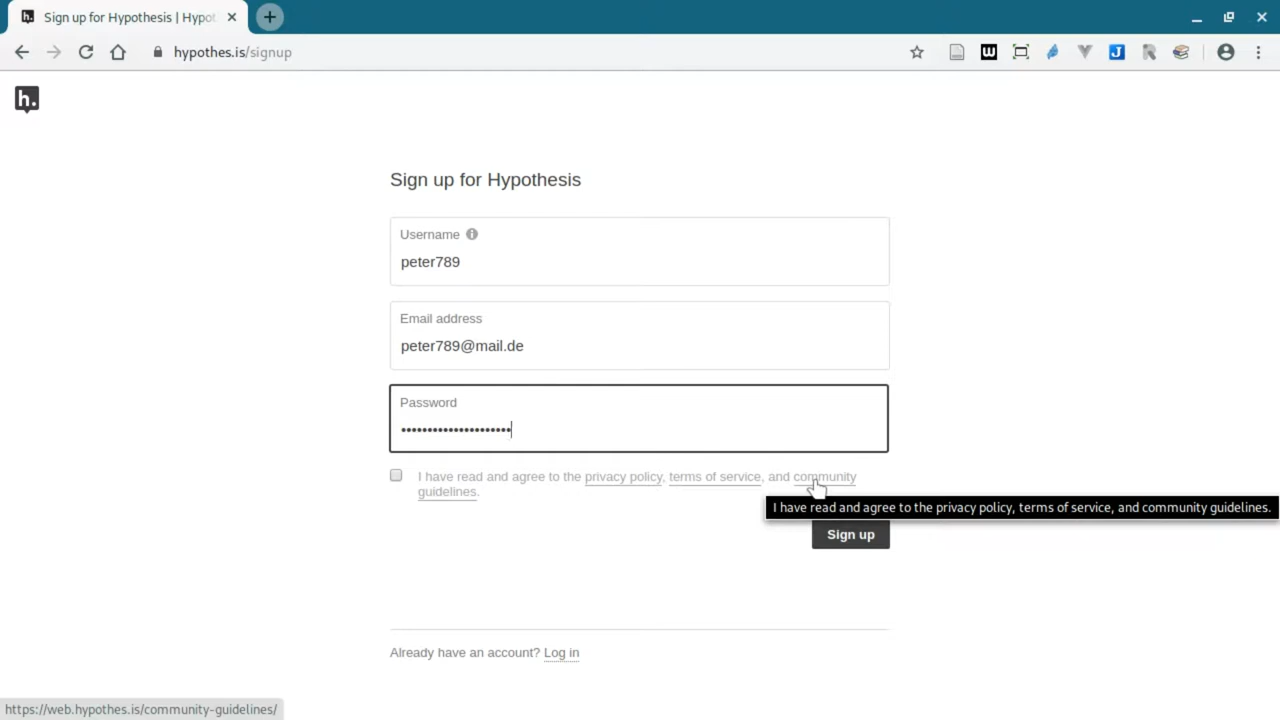 Sign up for Hypothesis | Hypot
hypothes.is/signup
h.
Sign up for Hypothesis
Username
peter789
Email address
peter789@mail.de
Password
•••••••••••••••••••••
I have read and agree to the privacy policy, terms of service, and community
guidelines.
I have read and agree to the privacy policy, terms of service, and community guidelines.
Sign up
Already have an account? Log in
https://web.hypothes.is/community-guidelines/